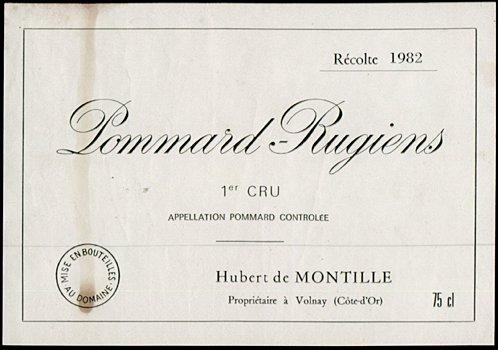 Récolte 1982
Pommard-Rugiens
1er CRU
APPELLATION POMMARD CONTROLÉE
MISE EN BOUTEILLES
AU DOMAINE
Hubert de MONTILLE
Propriétaire à Volnay (Côte-d'Or)
75 cl